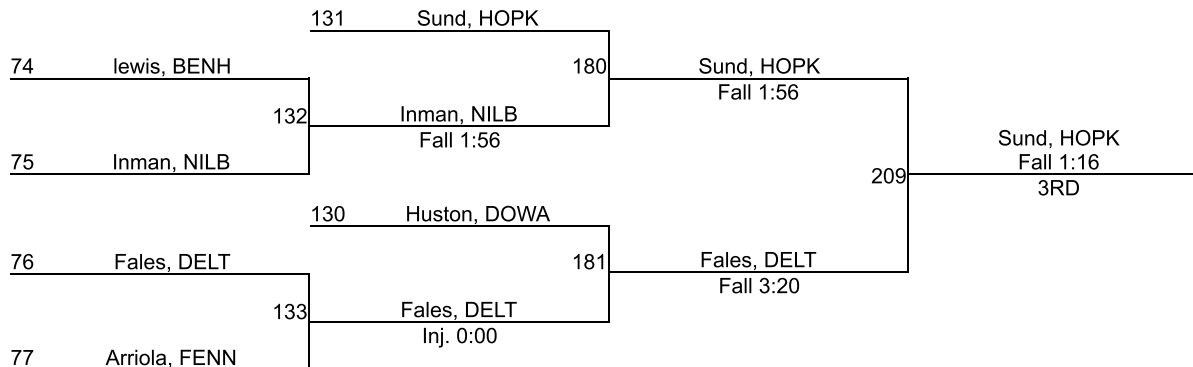 131 Sund, HOPK
74 lewis, BENH
180 Sund, HOPK
Fall 1:56
132 Inman, NILB
Fall 1:56
75 Inman, NILB
Sund, HOPK
Fall 1:16
209
3RD
130 Huston, DOWA
76 Fales, DELT
181 Fales, DELT
Fall 3:20
133 Fales, DELT
Inj. 0:00
77 Arriola, FENN